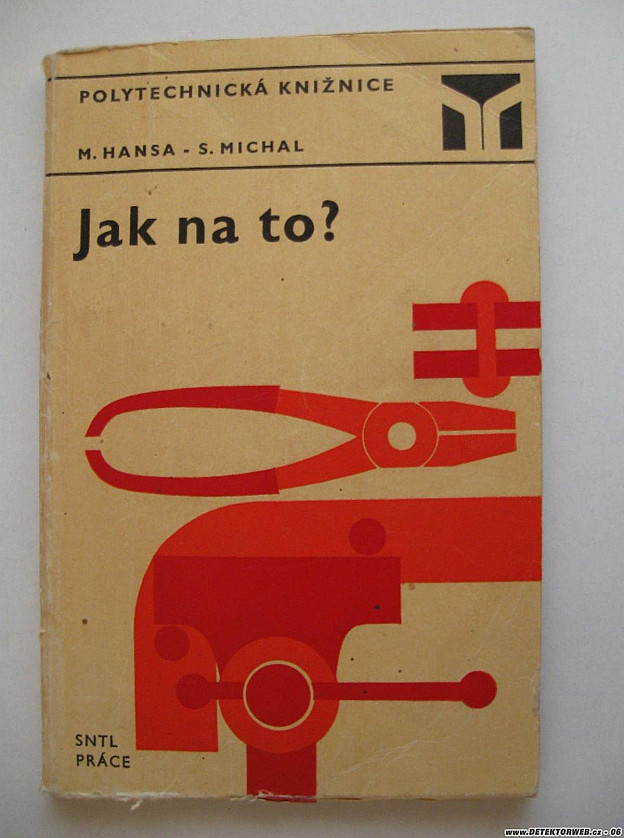 POLYTECHNICKÁ KNIŽNICE
M. HANSA - S. MICHAL
Jak na to?
SNTL
PRÁCE
www.DETEKTORWEB.cz - 06